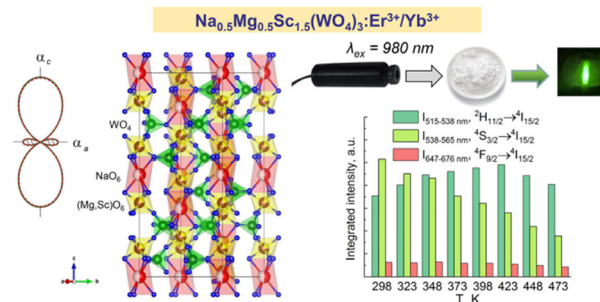 Na0.5Mg0.5Sc1.5(WO4)3:Er3+/Yb3+
αc
αa
WO4
NaO6
(Mg,Sc)O6
c
a
b
λex = 980 nm
Integrated intensity, a.u.
I515-538 nm, 2H11/2→4I15/2
I538-565 nm, 4S3/2→4I15/2
I647-676 nm, 4F9/2→4I15/2
298 323 348 373 398 423 448 473
T, K